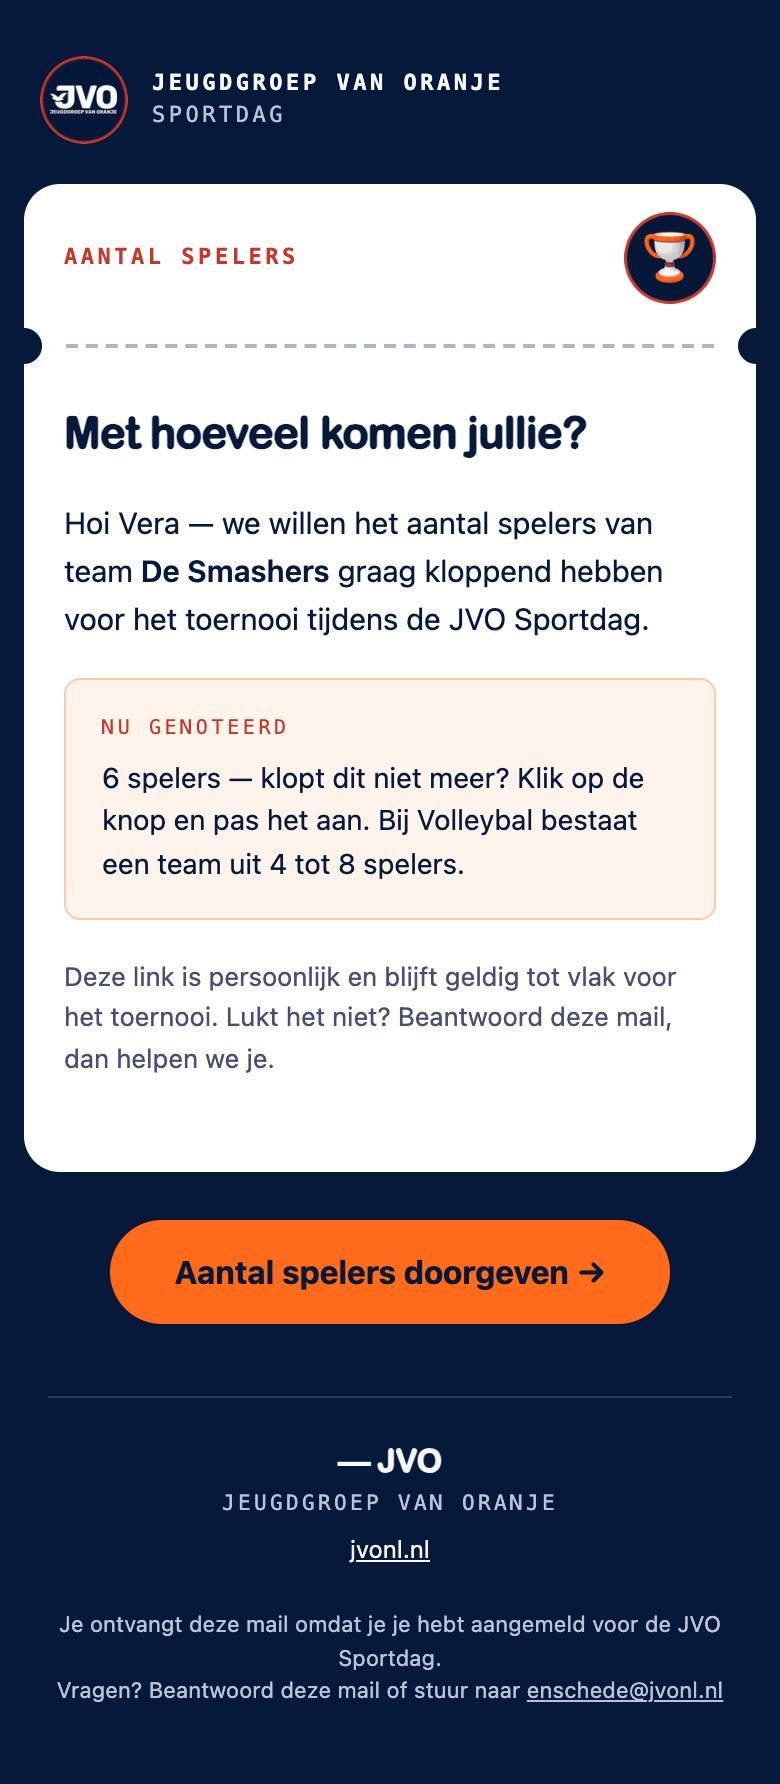 JVO
JEUGDGROEP VAN ORANJE
JEUGDGROEP VAN ORANJE
SPORTDAG
AANTAL SPELERS
Met hoeveel komen jullie?
Hoi Vera — we willen het aantal spelers van
team De Smashers graag kloppend hebben
voor het toernooi tijdens de JVO Sportdag.
NU GENOTEERD
6 spelers — klopt dit niet meer? Klik op de
knop en pas het aan. Bij Volleybal bestaat
een team uit 4 tot 8 spelers.
Deze link is persoonlijk en blijft geldig tot vlak voor
het toernooi. Lukt het niet? Beantwoord deze mail,
dan helpen we je.
Aantal spelers doorgeven →
— JVO
JEUGDGROEP VAN ORANJE
jvonl.nl
Je ontvangt deze mail omdat je je hebt aangemeld voor de JVO
Sportdag.
Vragen? Beantwoord deze mail of stuur naar enschede@jvonl.nl